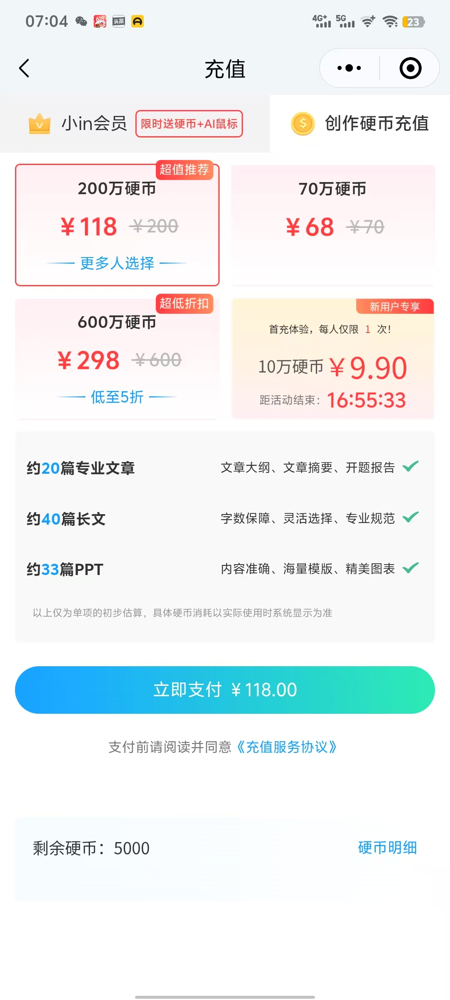 07:04
618
头条
4G+ 5G 23
充值
小in会员 限时送硬币+AI鼠标 创作硬币充值
超值推荐
200万硬币
¥118 ¥200
更多人选择
70万硬币
¥68 ¥70
超低折扣
600万硬币
¥298 ¥600
低至5折
新用户专享
首充体验，每人仅限 1 次！
10万硬币 ¥9.90
距活动结束：16:55:33
约20篇专业文章 文章大纲、文章摘要、开题报告
约40篇长文 字数保障、灵活选择、专业规范
约33篇PPT 内容准确、海量模版、精美图表
以上仅为单项的初步估算，具体硬币消耗以实际使用时系统显示为准
立即支付 ¥118.00
支付前请阅读并同意《充值服务协议》
剩余硬币：5000 硬币明细